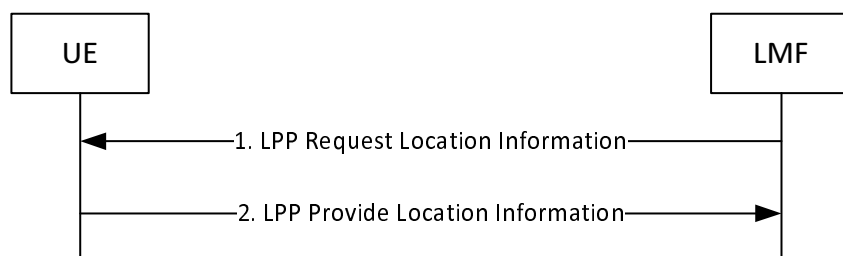 UE
LMF
1. LPP Request Location Information
2. LPP Provide Location Information